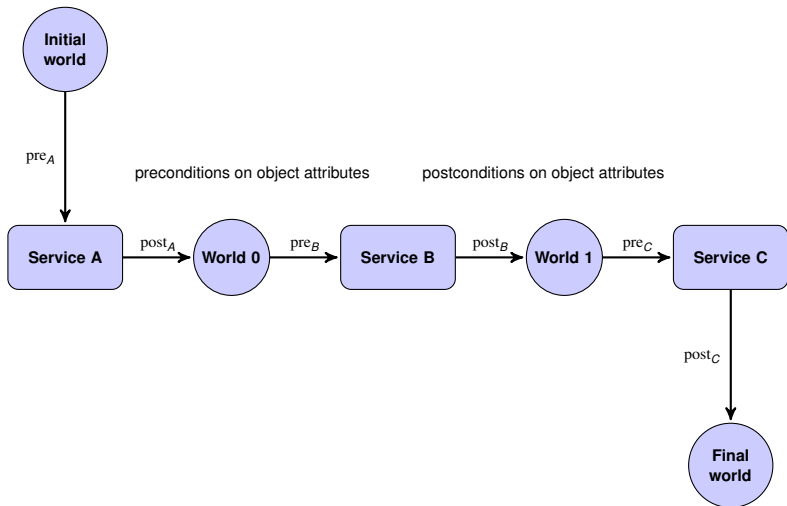 Initial
world
pre_A
preconditions on object attributes
postconditions on object attributes
Service A
post_A
World 0
pre_B
Service B
post_B
World 1
pre_C
Service C
post_C
Final
world